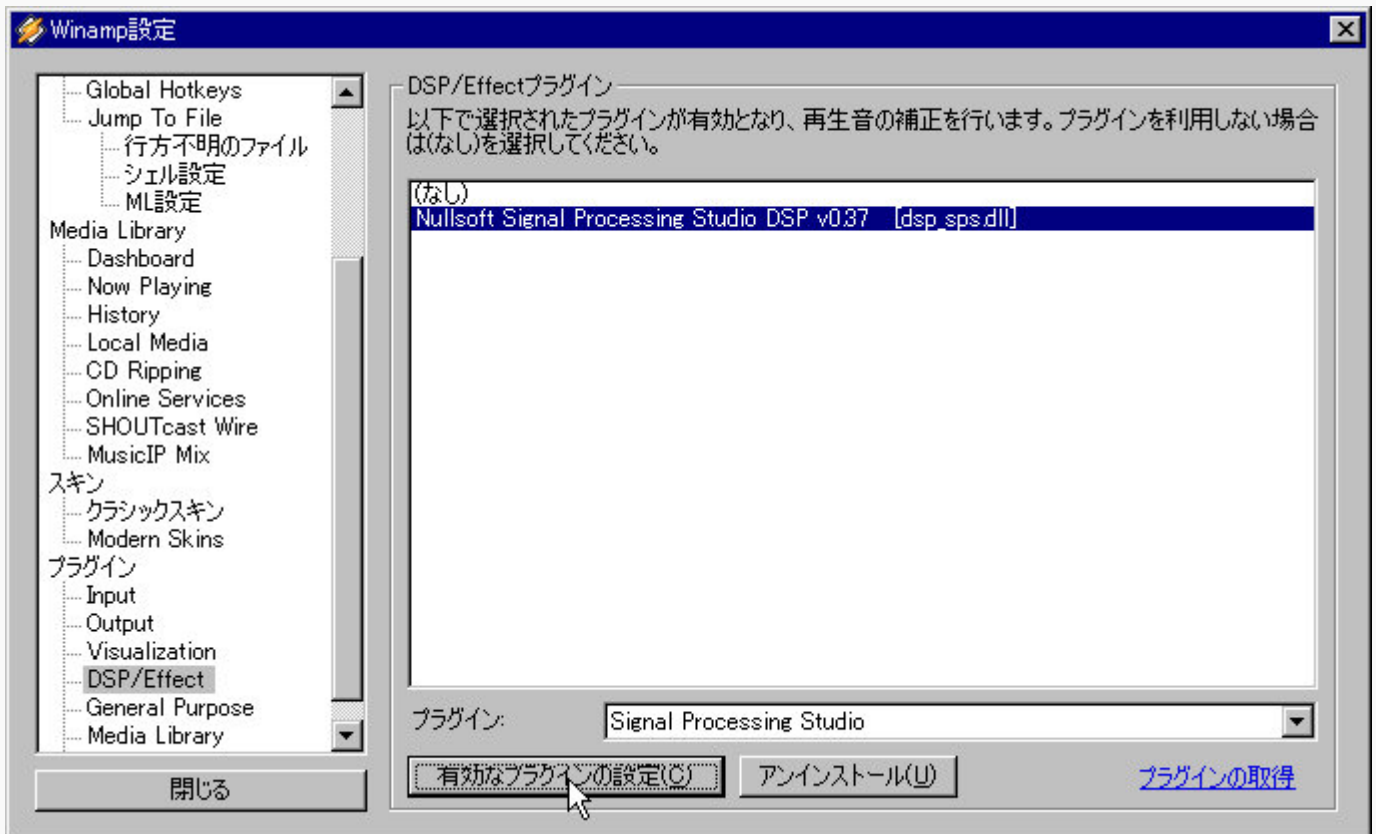 Winamp設定
Global Hotkeys
Jump To File
行方不明のファイル
シェル設定
ML設定
Media Library
Dashboard
Now Playing
History
Local Media
CD Ripping
Online Services
SHOUTcast Wire
MusicIP Mix
スキン
クラシックスキン
Modern Skins
プラグイン
Input
Output
Visualization
DSP/Effect
General Purpose
Media Library
閉じる
DSP/Effectプラグイン
以下で選択されたプラグインが有効となり、再生音の補正を行います。プラグインを利用しない場合
は(なし)を選択してください。
(なし)
Nullsoft Signal Processing Studio DSP v0.37 [dsp_sps.dll]
プラグイン:
Signal Processing Studio
有効なプラグインの設定(C)
アンインストール(U)
プラグインの取得